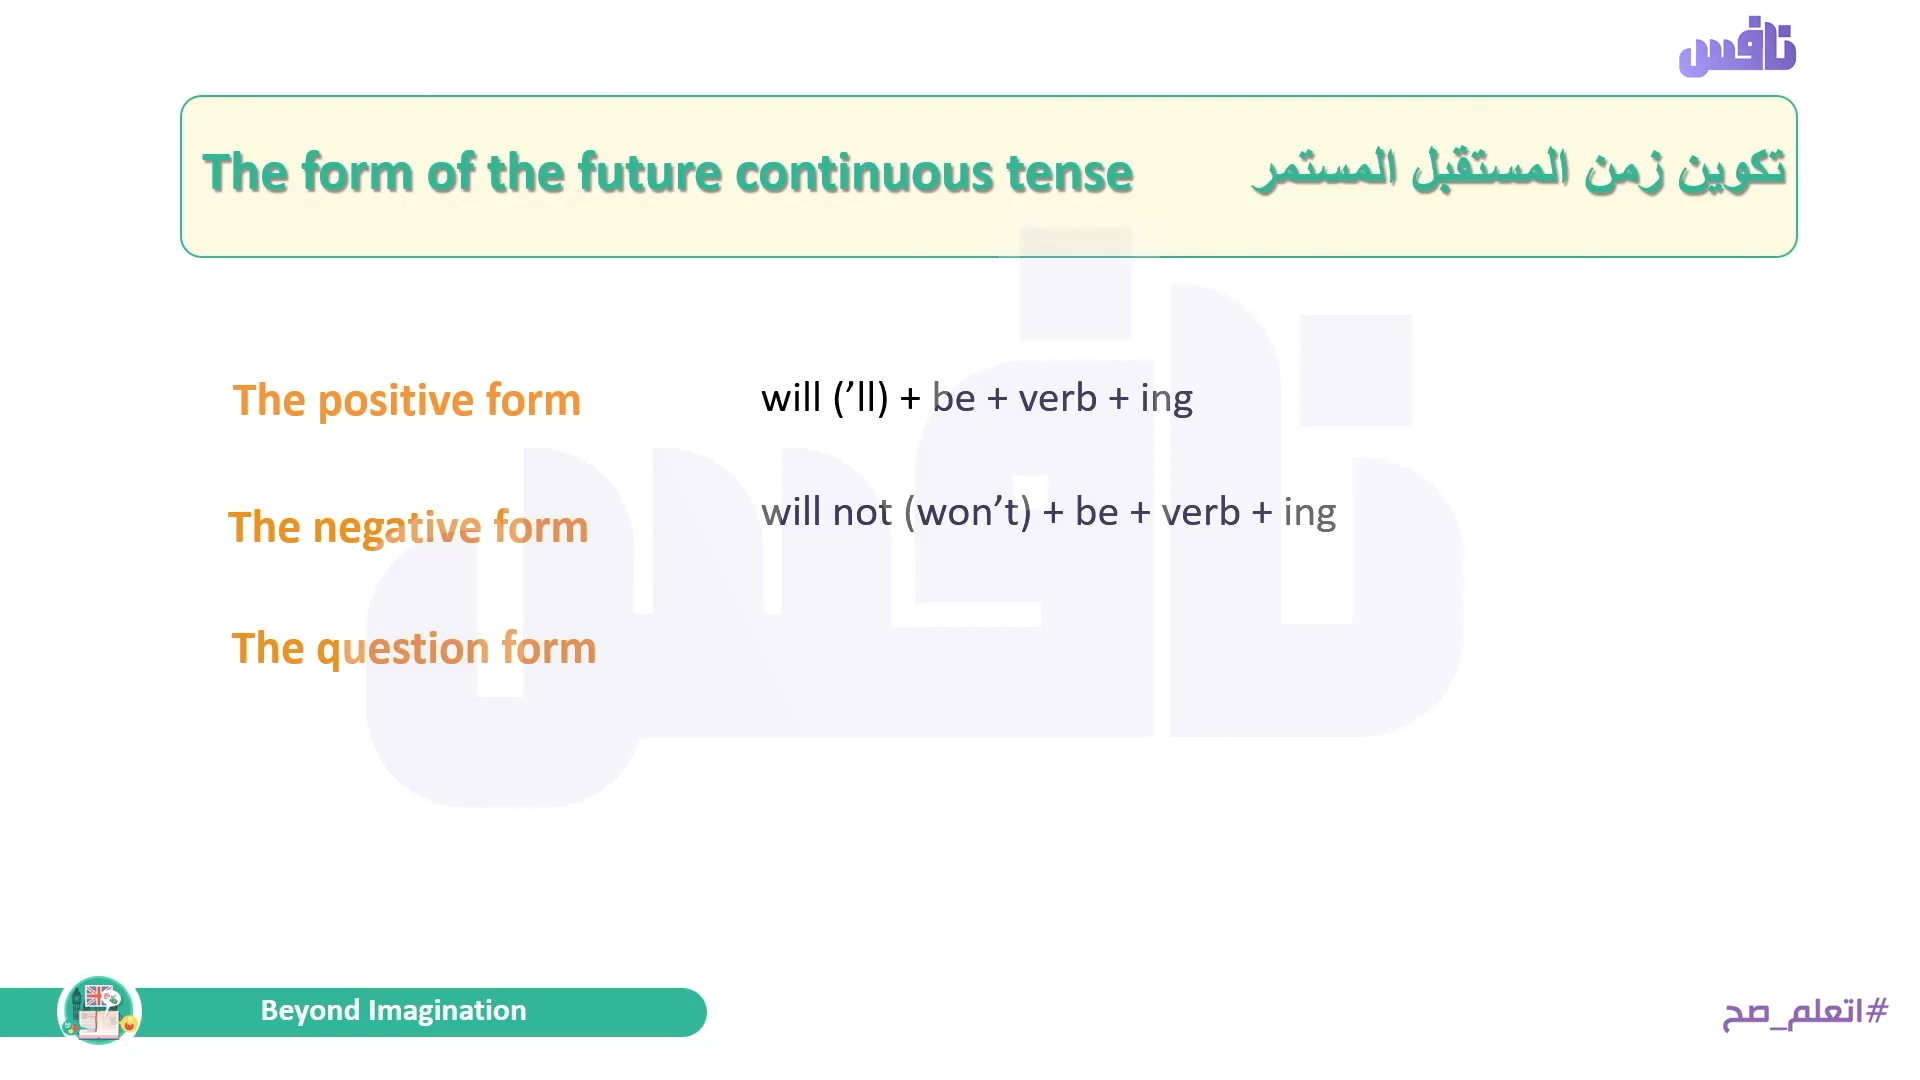 نافس
The form of the future continuous tense تكوين زمن المستقبل المستمر
The positive form will (’ll) + be + verb + ing
The negative form will not (won’t) + be + verb + ing
The question form
Beyond Imagination
#اتعلم_صح